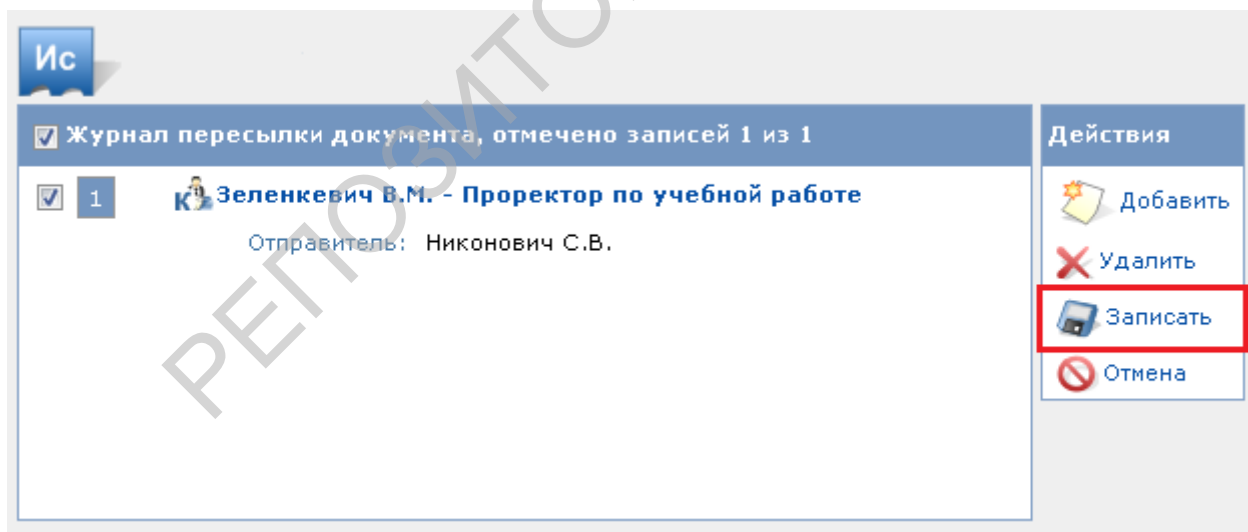 Ис
Журнал пересылки документа, отмечено записей 1 из 1
1
К
Зеленкевич В.М. - Проректор по учебной работе
Отправитель: Никонович С.В.
Действия
Добавить
Удалить
Записать
Отмена
РЕПОЗИТО